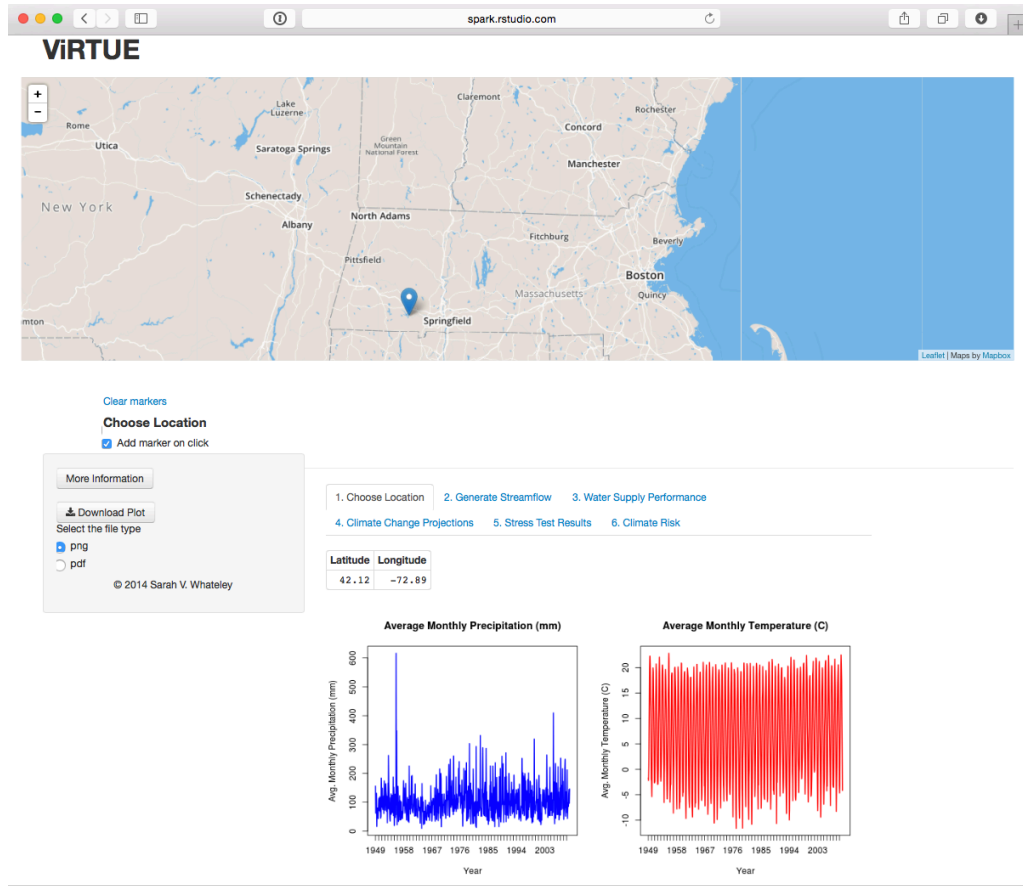 spark.rstudio.com
ViRTUE
+
−
Claremont
Lake
Luzerne
Rochester
Rome
Concord
Utica
Green
Mountain
National Forest
Saratoga Springs
Manchester
Schenectady
New York
North Adams
Albany
Fitchburg
Beverly
Pittsfield
Boston
Massachusetts
Quincy
mton
Springfield
Leaflet | Maps by Mapbox
Clear markers
Choose Location
Add marker on click
More Information
Download Plot
Select the file type
png
pdf
© 2014 Sarah V. Whateley
1. Choose Location 2. Generate Streamflow 3. Water Supply Performance
4. Climate Change Projections 5. Stress Test Results 6. Climate Risk
Latitude Longitude
42.12 -72.89
Average Monthly Precipitation (mm)
Avg. Monthly Precipitation (mm)
600
500
400
300
200
100
0
1949 1958 1967 1976 1985 1994 2003
Year
Average Monthly Temperature (C)
Avg. Monthly Temperature (C)
20
15
10
5
0
-5
-10
1949 1958 1967 1976 1985 1994 2003
Year